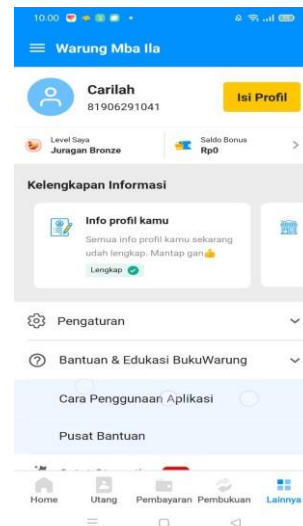 10.00
Warung Mba Ila
Carilah
81906291041
Isi Profil
Level Saya
Juragan Bronze
Saldo Bonus
Rp0
Kelengkapan Informasi
Info profil kamu
Semua info profil kamu sekarang
udah lengkap. Mantap gan👍
Lengkap
Pengaturan
Bantuan & Edukasi BukuWarung
Cara Penggunaan Aplikasi
Pusat Bantuan
Home Utang Pembayaran Pembukuan Lainnya